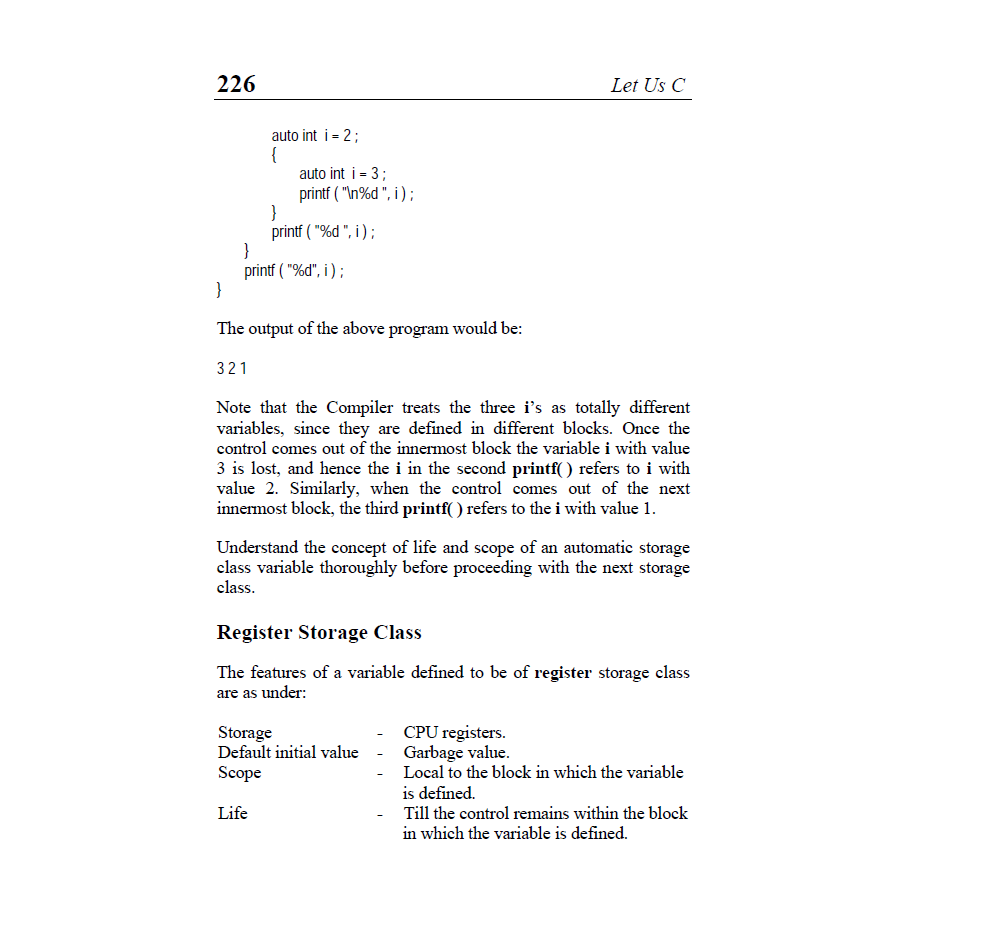 226 Let Us C
auto int i = 2 ;
{
auto int i = 3 ;
printf ( "\n%d ", i ) ;
}
printf ( "%d ", i ) ;
}
printf ( "%d", i ) ;
}
The output of the above program would be:
3 2 1
Note that the Compiler treats the three i’s as totally different
variables, since they are defined in different blocks. Once the
control comes out of the innermost block the variable i with value
3 is lost, and hence the i in the second printf( ) refers to i with
value 2. Similarly, when the control comes out of the next
innermost block, the third printf( ) refers to the i with value 1.
Understand the concept of life and scope of an automatic storage
class variable thoroughly before proceeding with the next storage
class.
Register Storage Class
The features of a variable defined to be of register storage class
are as under:
Storage - CPU registers.
Default initial value - Garbage value.
Scope - Local to the block in which the variable
is defined.
Life - Till the control remains within the block
in which the variable is defined.